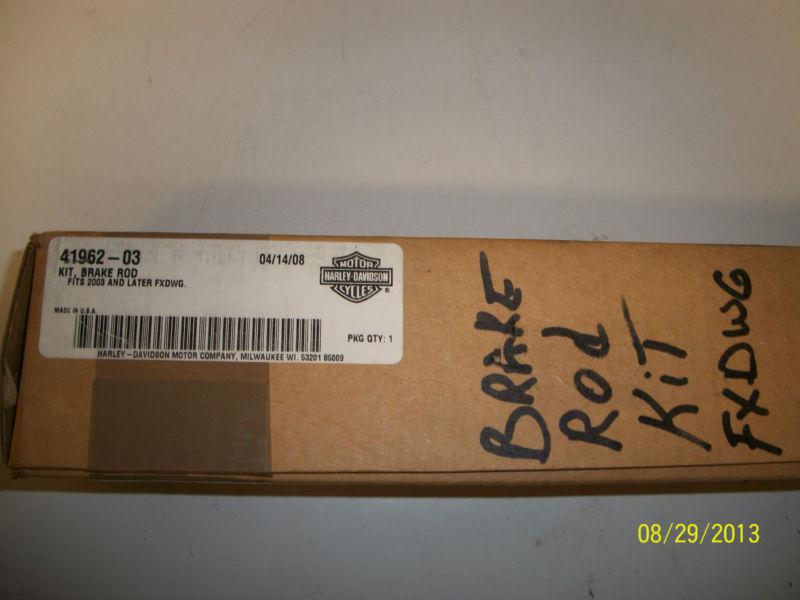 41962-03
04/14/08
KIT, BRAKE ROD
FITS 2003 AND LATER FXDWG.
MOTOR
HARLEY-DAVIDSON
CYCLES
®
MADE IN U.S.A.
PKG QTY: 1
HARLEY-DAVIDSON MOTOR COMPANY, MILWAUKEE WI. 53201 85009
BRAKE
ROd
KiT
FXDWG
08/29/2013